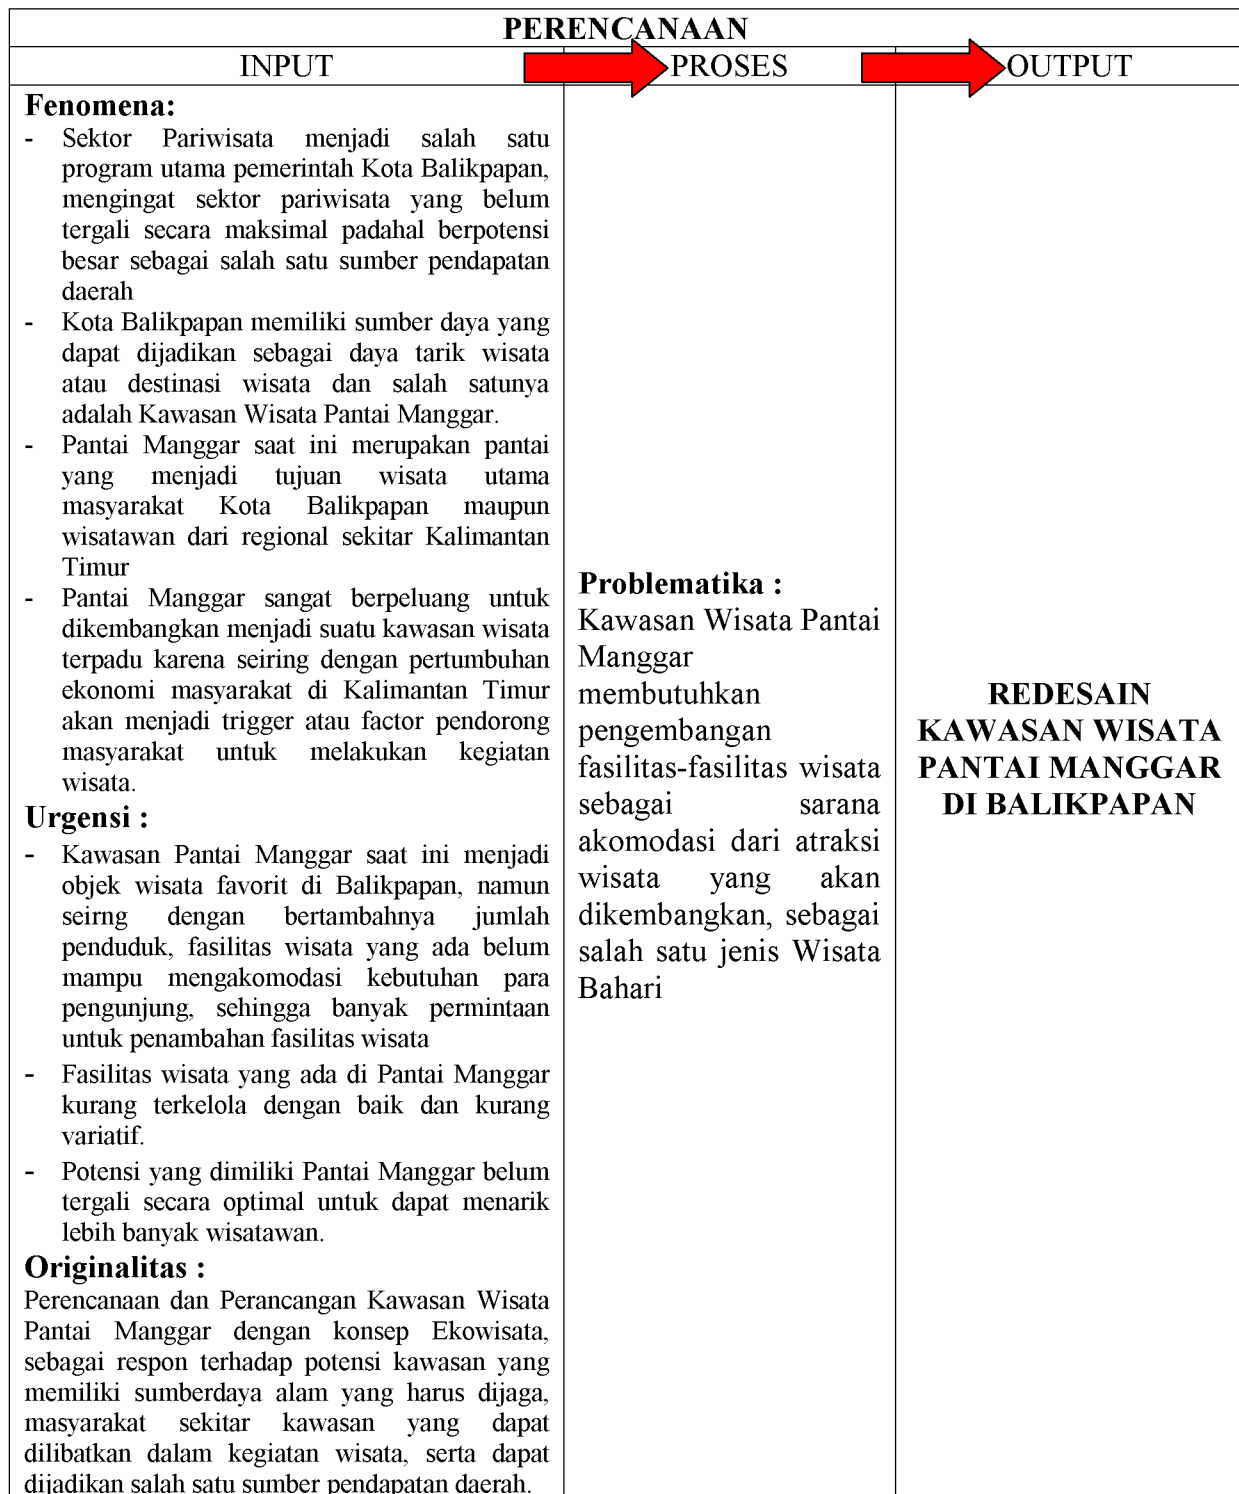 PERENCANAAN
INPUT
PROSES
OUTPUT
Fenomena:
- Sektor Pariwisata menjadi salah satu
program utama pemerintah Kota Balikpapan,
mengingat sektor pariwisata yang belum
tergali secara maksimal padahal berpotensi
besar sebagai salah satu sumber pendapatan
daerah
- Kota Balikpapan memiliki sumber daya yang
dapat dijadikan sebagai daya tarik wisata
atau destinasi wisata dan salah satunya
adalah Kawasan Wisata Pantai Manggar.
- Pantai Manggar saat ini merupakan pantai
yang menjadi tujuan wisata utama
masyarakat Kota Balikpapan maupun
wisatawan dari regional sekitar Kalimantan
Timur
- Pantai Manggar sangat berpeluang untuk
dikembangkan menjadi suatu kawasan wisata
terpadu karena seiring dengan pertumbuhan
ekonomi masyarakat di Kalimantan Timur
akan menjadi trigger atau factor pendorong
masyarakat untuk melakukan kegiatan
wisata.
Urgensi :
- Kawasan Pantai Manggar saat ini menjadi
objek wisata favorit di Balikpapan, namun
seirng dengan bertambahnya jumlah
penduduk, fasilitas wisata yang ada belum
mampu mengakomodasi kebutuhan para
pengunjung, sehingga banyak permintaan
untuk penambahan fasilitas wisata
- Fasilitas wisata yang ada di Pantai Manggar
kurang terkelola dengan baik dan kurang
variatif.
- Potensi yang dimiliki Pantai Manggar belum
tergali secara optimal untuk dapat menarik
lebih banyak wisatawan.
Originalitas :
Perencanaan dan Perancangan Kawasan Wisata
Pantai Manggar dengan konsep Ekowisata,
sebagai respon terhadap potensi kawasan yang
memiliki sumberdaya alam yang harus dijaga,
masyarakat sekitar kawasan yang dapat
dilibatkan dalam kegiatan wisata, serta dapat
dijadikan salah satu sumber pendapatan daerah.
Problematika :
Kawasan Wisata Pantai
Manggar
membutuhkan
pengembangan
fasilitas-fasilitas wisata
sebagai sarana
akomodasi dari atraksi
wisata yang akan
dikembangkan, sebagai
salah satu jenis Wisata
Bahari
REDESAIN
KAWASAN WISATA
PANTAI MANGGAR
DI BALIKPAPAN